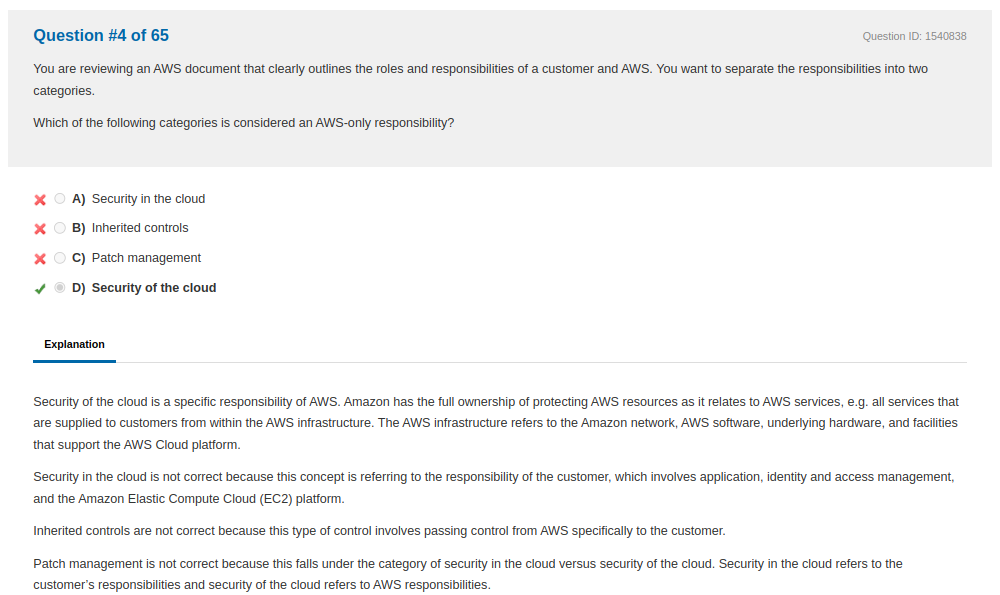 Question #4 of 65
Question ID: 1540838
You are reviewing an AWS document that clearly outlines the roles and responsibilities of a customer and AWS. You want to separate the responsibilities into two
categories.
Which of the following categories is considered an AWS-only responsibility?
A) Security in the cloud
B) Inherited controls
C) Patch management
D) Security of the cloud
Explanation
Security of the cloud is a specific responsibility of AWS. Amazon has the full ownership of protecting AWS resources as it relates to AWS services, e.g. all services that
are supplied to customers from within the AWS infrastructure. The AWS infrastructure refers to the Amazon network, AWS software, underlying hardware, and facilities
that support the AWS Cloud platform.
Security in the cloud is not correct because this concept is referring to the responsibility of the customer, which involves application, identity and access management,
and the Amazon Elastic Compute Cloud (EC2) platform.
Inherited controls are not correct because this type of control involves passing control from AWS specifically to the customer.
Patch management is not correct because this falls under the category of security in the cloud versus security of the cloud. Security in the cloud refers to the
customer’s responsibilities and security of the cloud refers to AWS responsibilities.